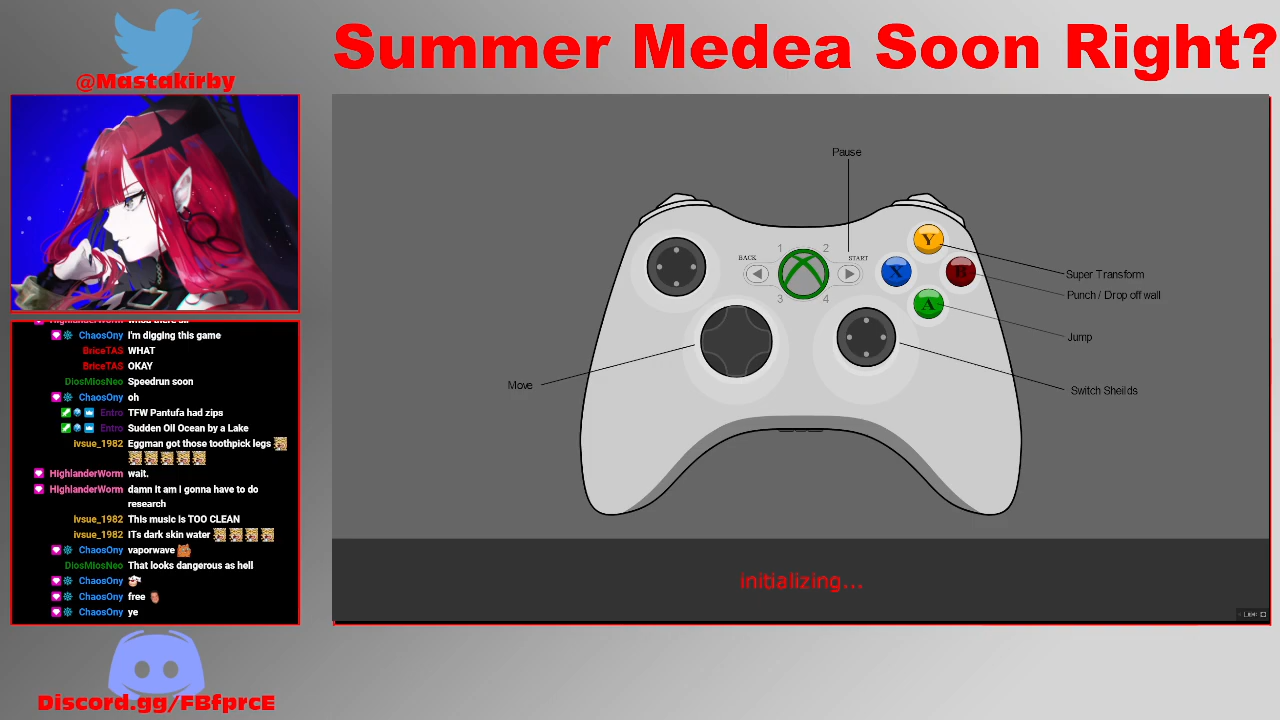 Summer Medea Soon Right?
@Mastakirby
ChaosOny I'm digging this game
BriceTAS WHAT
BriceTAS OKAY
DiosMiosNeo Speedrun soon
ChaosOny oh
Entro TFW Pantufa had zips
Entro Sudden Oil Ocean by a Lake
ivsue_1982 Eggman got those toothpick legs
HighlanderWorm wait.
HighlanderWorm damn it am I gonna have to do
research
ivsue_1982 This music is TOO CLEAN
ivsue_1982 ITs dark skin water
ChaosOny vaporwave
DiosMiosNeo That looks dangerous as hell
ChaosOny
ChaosOny free
ChaosOny ye
Discord.gg/FBfprcE
Pause
1 2
BACK START
3 4
Y
X B
A
Super Transform
Punch / Drop off wall
Jump
Switch Sheilds
Move
initializing...